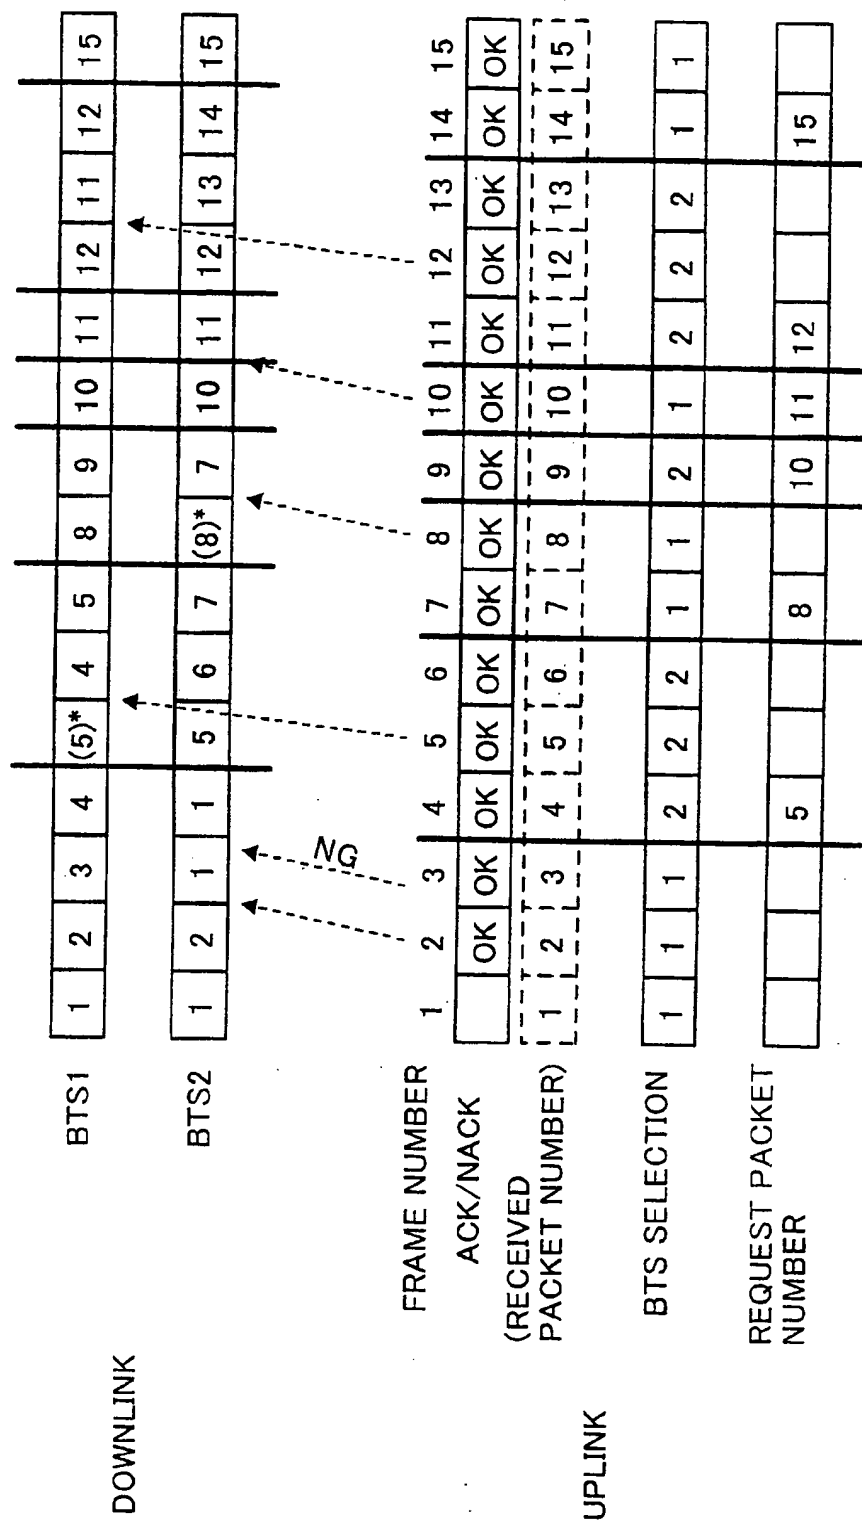 DOWNLINK
BTS1 1 2 3 4 (5)* 4 5 8 9 10 11 12 11 12 15
BTS2 1 2 1 1 5 6 7 (8)* 7 10 11 12 13 14 15
NG
UPLINK
FRAME NUMBER 1 2 3 4 5 6 7 8 9 10 11 12 13 14 15
ACK/NACK OK OK OK OK OK OK OK OK OK OK OK OK OK OK
(RECEIVED
PACKET NUMBER) 1 2 3 4 5 6 7 8 9 10 11 12 13 14 15
BTS SELECTION 1 1 1 2 2 2 1 1 2 1 2 2 2 1 1
REQUEST PACKET
NUMBER 5 8 10 11 12 15